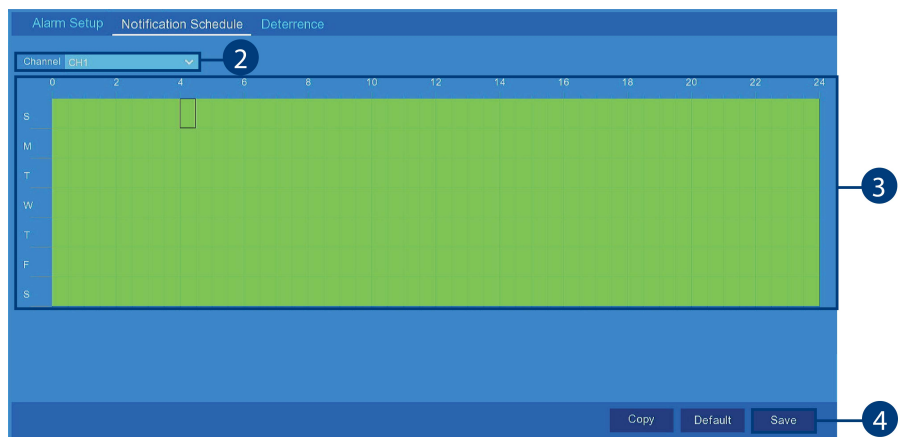 Alarm Setup Notification Schedule Deterrence
Channel CH1 2
0 2 4 6 8 10 12 14 16 18 20 22 24
S
M
T
W
T
F
S
3
Copy Default Save 4